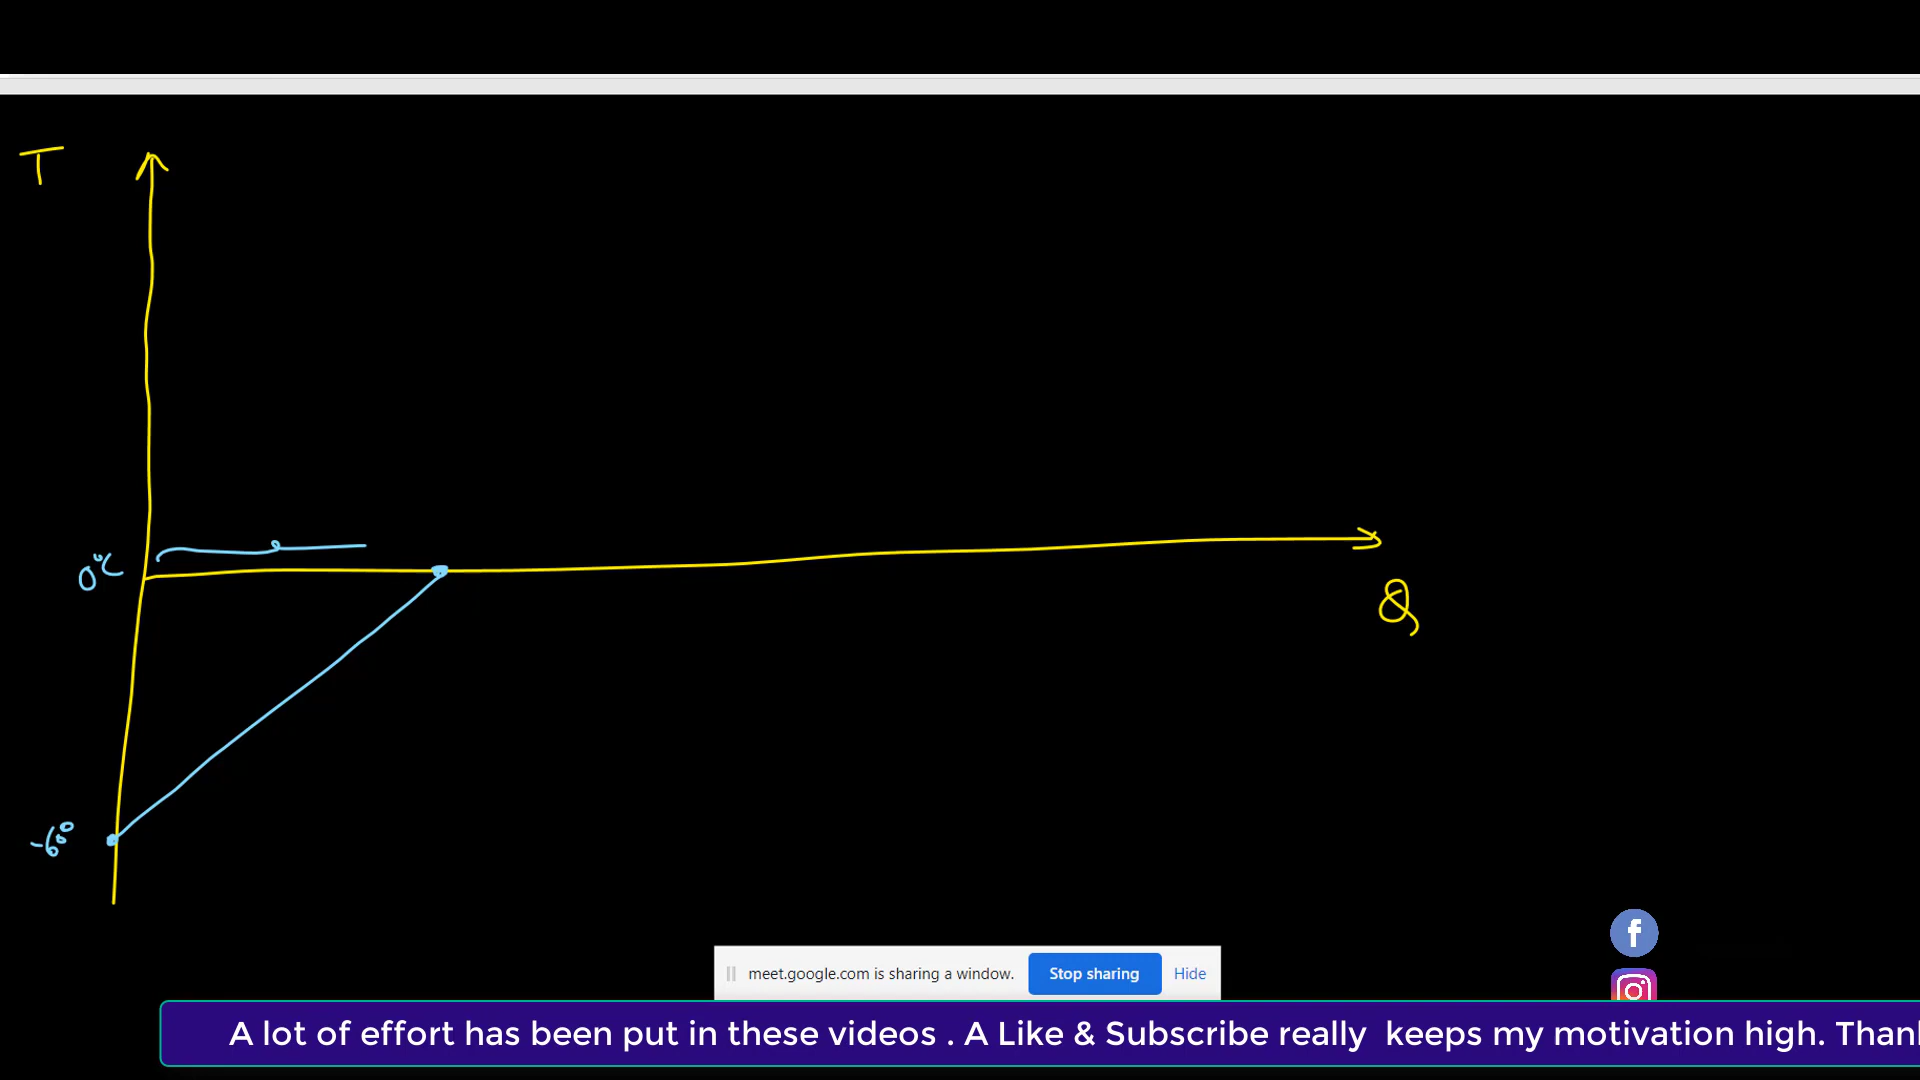 T
0°C
Q
-60°
meet.google.com is sharing a window. Stop sharing Hide
A lot of effort has been put in these videos . A Like & Subscribe really keeps my motivation high. Thank